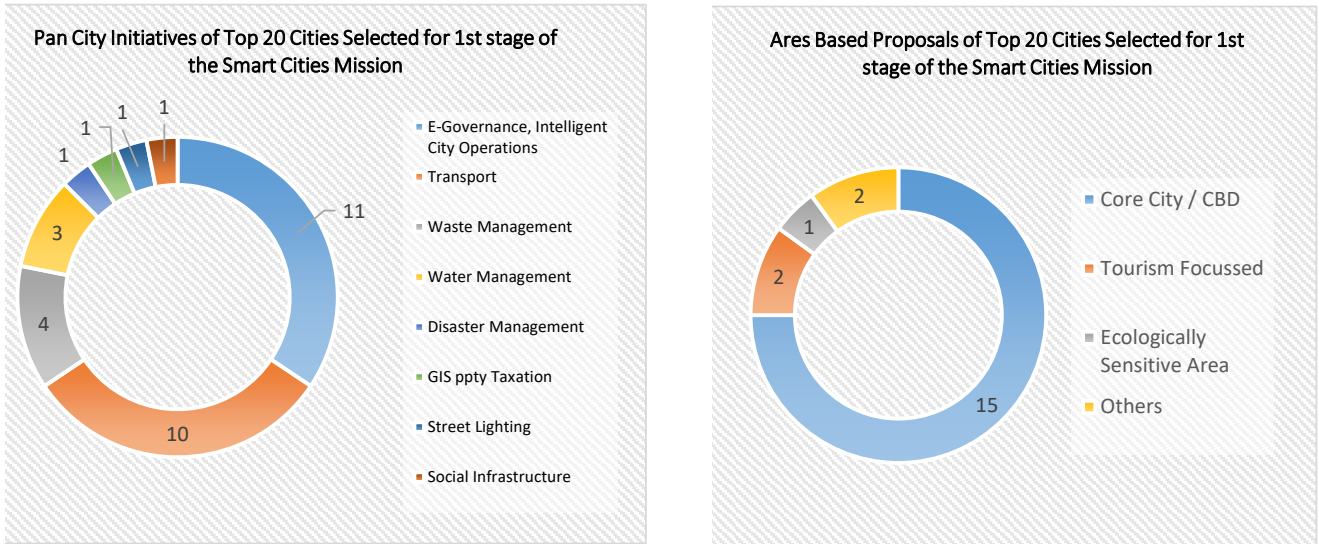 Pan City Initiatives of Top 20 Cities Selected for 1st stage of
the Smart Cities Mission
1
1
1
1
11
3
4
10
E-Governance, Intelligent
City Operations
Transport
Waste Management
Water Management
Disaster Management
GIS ppty Taxation
Street Lighting
Social Infrastructure
Ares Based Proposals of Top 20 Cities Selected for 1st
stage of the Smart Cities Mission
2
1
2
15
Core City / CBD
Tourism Focussed
Ecologically
Sensitive Area
Others